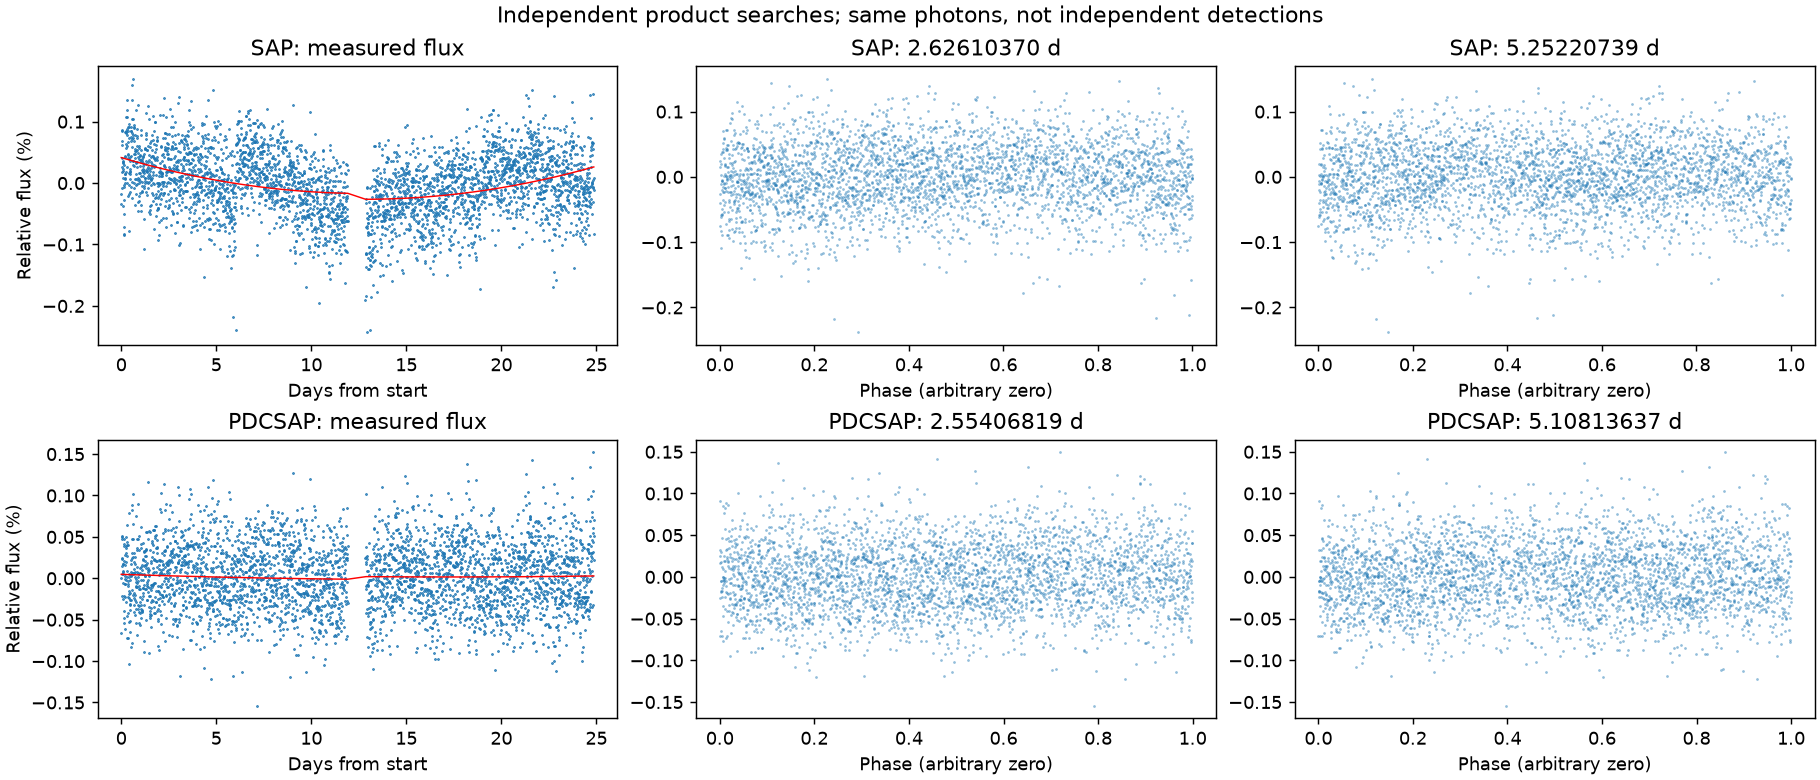 Independent product searches; same photons, not independent detections
SAP: measured flux
SAP: 2.62610370 d
SAP: 5.25220739 d
Relative flux (%)
0.1
0.0
−0.1
−0.2
0.1
0.0
−0.1
−0.2
0.1
0.0
−0.1
−0.2
0 5 10 15 20 25
0.0 0.2 0.4 0.6 0.8 1.0
0.0 0.2 0.4 0.6 0.8 1.0
Days from start
Phase (arbitrary zero)
Phase (arbitrary zero)
PDCSAP: measured flux
PDCSAP: 2.55406819 d
PDCSAP: 5.10813637 d
Relative flux (%)
0.15
0.10
0.05
0.00
−0.05
−0.10
−0.15
0.15
0.10
0.05
0.00
−0.05
−0.10
−0.15
0.15
0.10
0.05
0.00
−0.05
−0.10
−0.15
0 5 10 15 20 25
0.0 0.2 0.4 0.6 0.8 1.0
0.0 0.2 0.4 0.6 0.8 1.0
Days from start
Phase (arbitrary zero)
Phase (arbitrary zero)